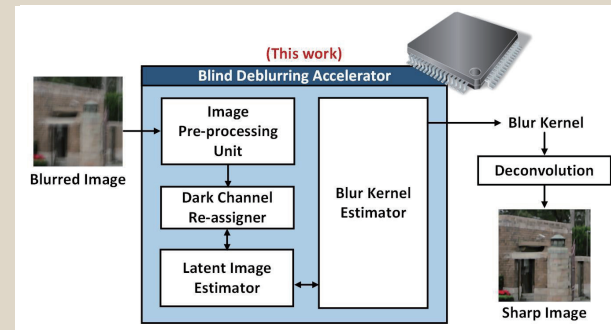 (This work)
Blind Deblurring Accelerator
Image
Pre-processing
Unit
Dark Channel
Re-assigner
Latent Image
Estimator
Blur Kernel
Estimator
Blurred Image
Blur Kernel
Deconvolution
Sharp Image